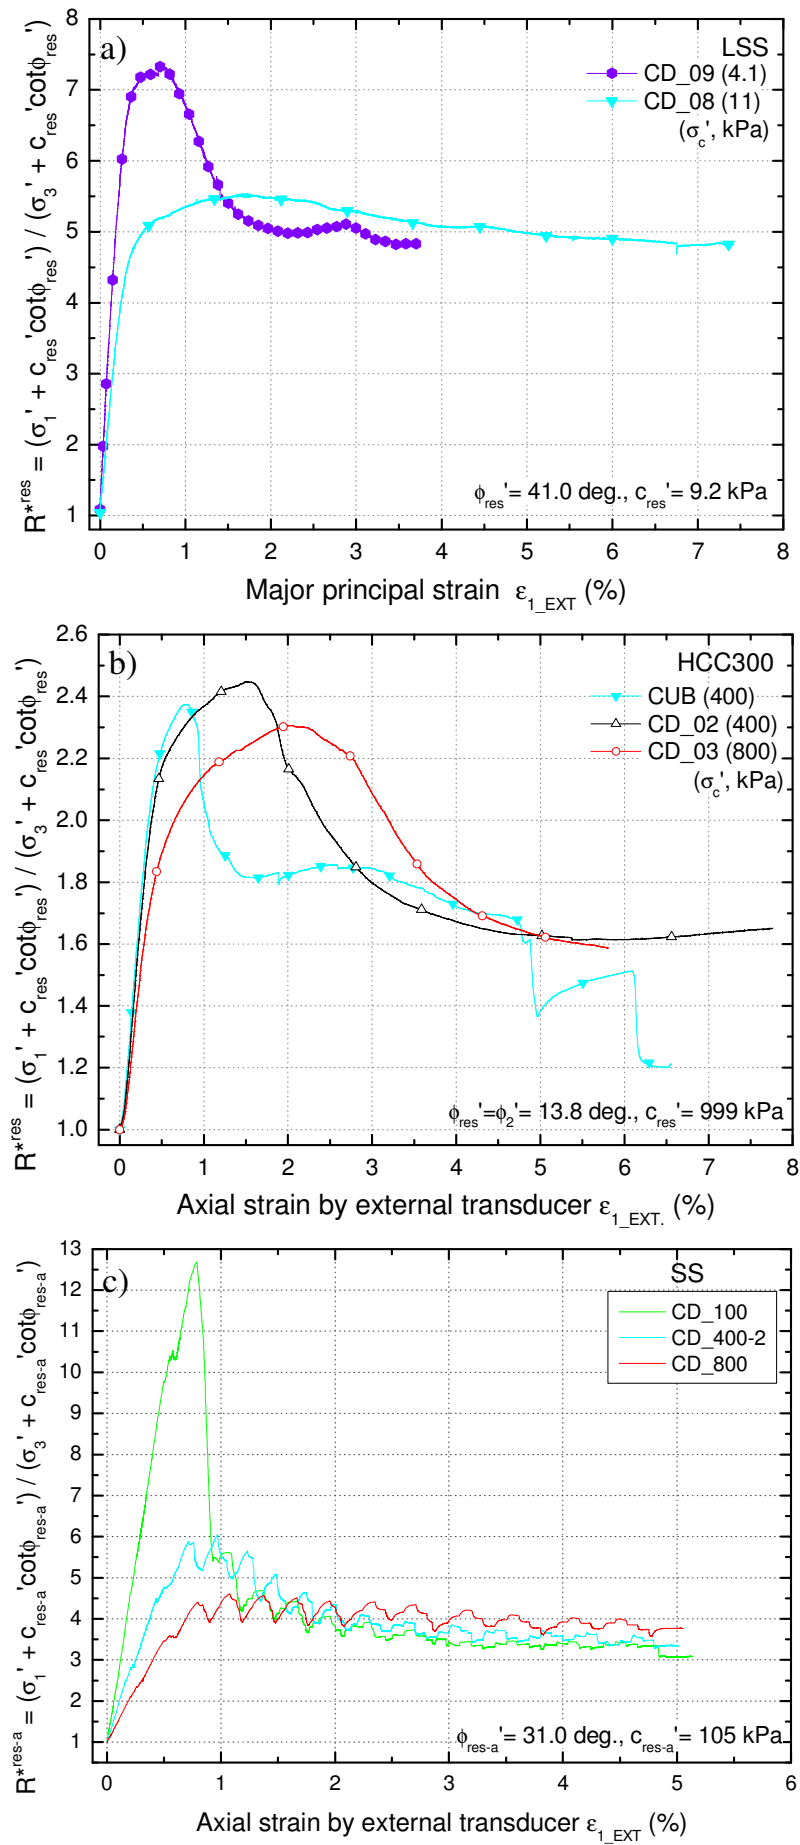 a)
LSS
CD_09 (4.1)
CD_08 (11)
(σc', kPa)
8
7
6
5
4
3
2
1
R*res = (σ1' + cres'cotϕres') / (σ3' + cres'cotϕres')
ϕres'= 41.0 deg., cres'= 9.2 kPa
0 1 2 3 4 5 6 7 8
Major principal strain ε1_EXT (%)
b)
HCC300
CUB (400)
CD_02 (400)
CD_03 (800)
(σc', kPa)
2.6
2.4
2.2
2.0
1.8
1.6
1.4
1.2
1.0
R*res = (σ1' + cres'cotϕres') / (σ3' + cres'cotϕres')
ϕres'=ϕ2'= 13.8 deg., cres'= 999 kPa
0 1 2 3 4 5 6 7 8
Axial strain by external transducer ε1_EXT. (%)
c)
SS
CD_100
CD_400-2
CD_800
13
12
11
10
9
8
7
6
5
4
3
2
1
R*res-a = (σ1' + cres-a'cotϕres-a') / (σ3' + cres-a'cotϕres-a')
ϕres-a'= 31.0 deg., cres-a'= 105 kPa
0 1 2 3 4 5 6
Axial strain by external transducer ε1_EXT (%)